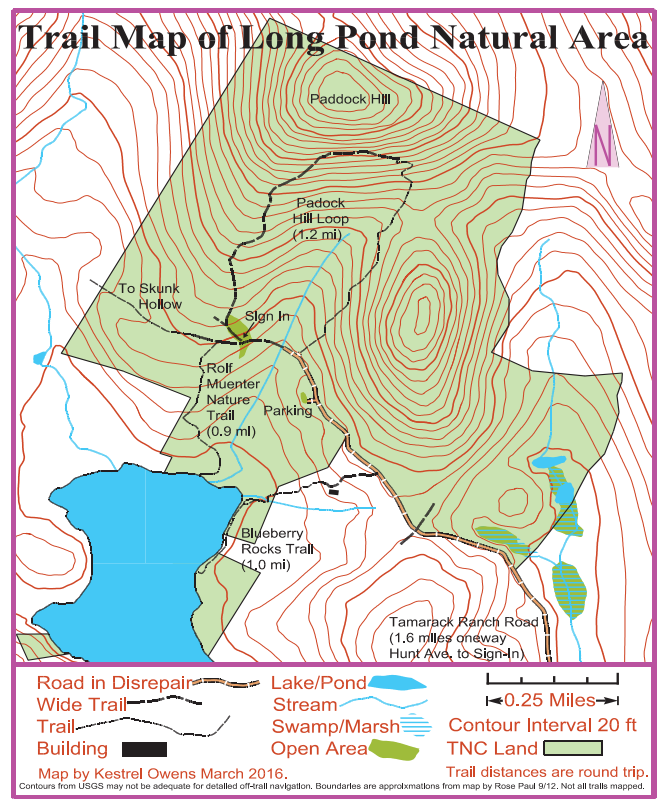 Trail Map of Long Pond Natural Area
Paddock Hill
N
Padock
Hill Loop
(1.2 mi)
To Skunk
Hollow
Sign In
Rolf
Muenter
Nature
Trail
(0.9 mi)
Parking
Blueberry
Rocks Trail
(1.0 mi)
Tamarack Ranch Road
(1.6 miles oneway
Hunt Ave. to Sign-In)
Road in Disrepair
Wide Trail
Trail
Building
Lake/Pond
Stream
Swamp/Marsh
Open Area
0.25 Miles
Contour Interval 20 ft
TNC Land
Map by Kestrel Owens March 2016.
Trail distances are round trip.
Contours from USGS may not be adequate for detailed off-trail navigation. Boundaries are approixmations from map by Rose Paul 9/12. Not all trails mapped.